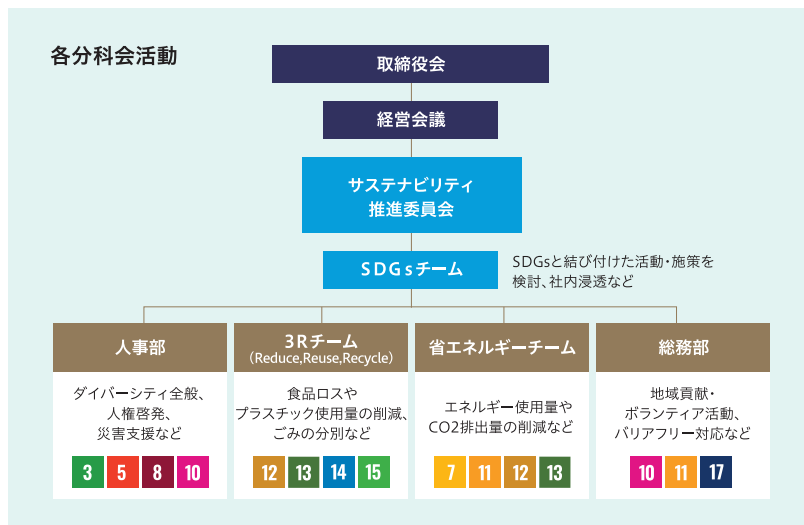 各分科会活動
取締役会
経営会議
サステナビリティ
推進委員会
SDGsチーム
SDGsと結び付けた活動・施策を
検討、社内浸透など
人事部
ダイバーシティ全般、
人権啓発、
災害支援など
3 5 8 10
3Rチーム
(Reduce,Reuse,Recycle)
食品ロスや
プラスチック使用量の削減、
ごみの分別など
12 13 14 15
省エネルギーチーム
エネルギー使用量や
CO2排出量の削減など
7 11 12 13
総務部
地域貢献・
ボランティア活動、
バリアフリー対応など
10 11 17